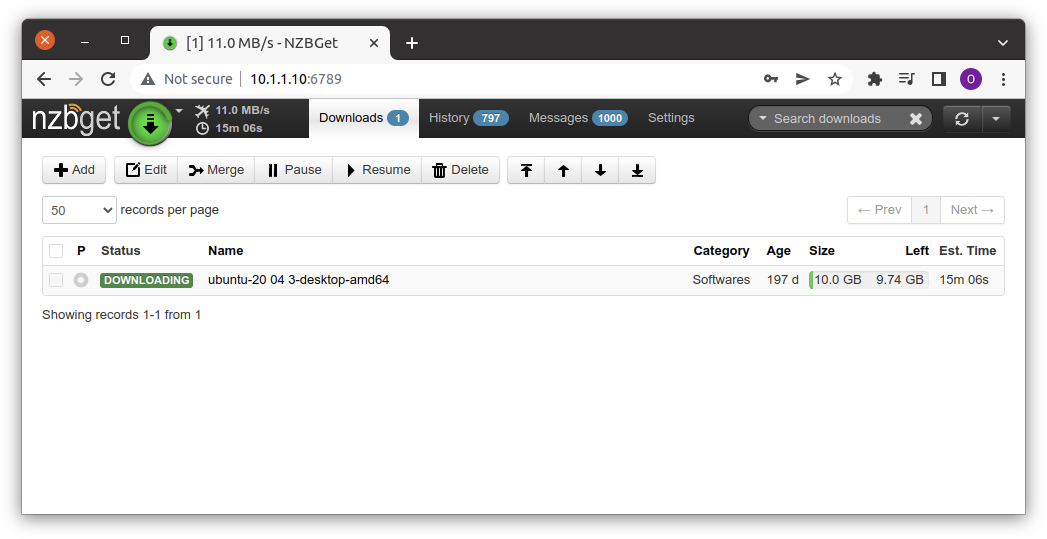 [1] 11.0 MB/s - NZBGet
Not secure 10.1.1.10:6789
O
nzbget
11.0 MB/s
15m 06s
Downloads 1 History 797 Messages 1000 Settings
Search downloads
Add Edit Merge Pause Resume Delete
50 records per page
← Prev 1 Next →
P Status Name Category Age Size Left Est. Time
DOWNLOADING ubuntu-20 04 3-desktop-amd64 Softwares 197 d 10.0 GB 9.74 GB 15m 06s
Showing records 1-1 from 1